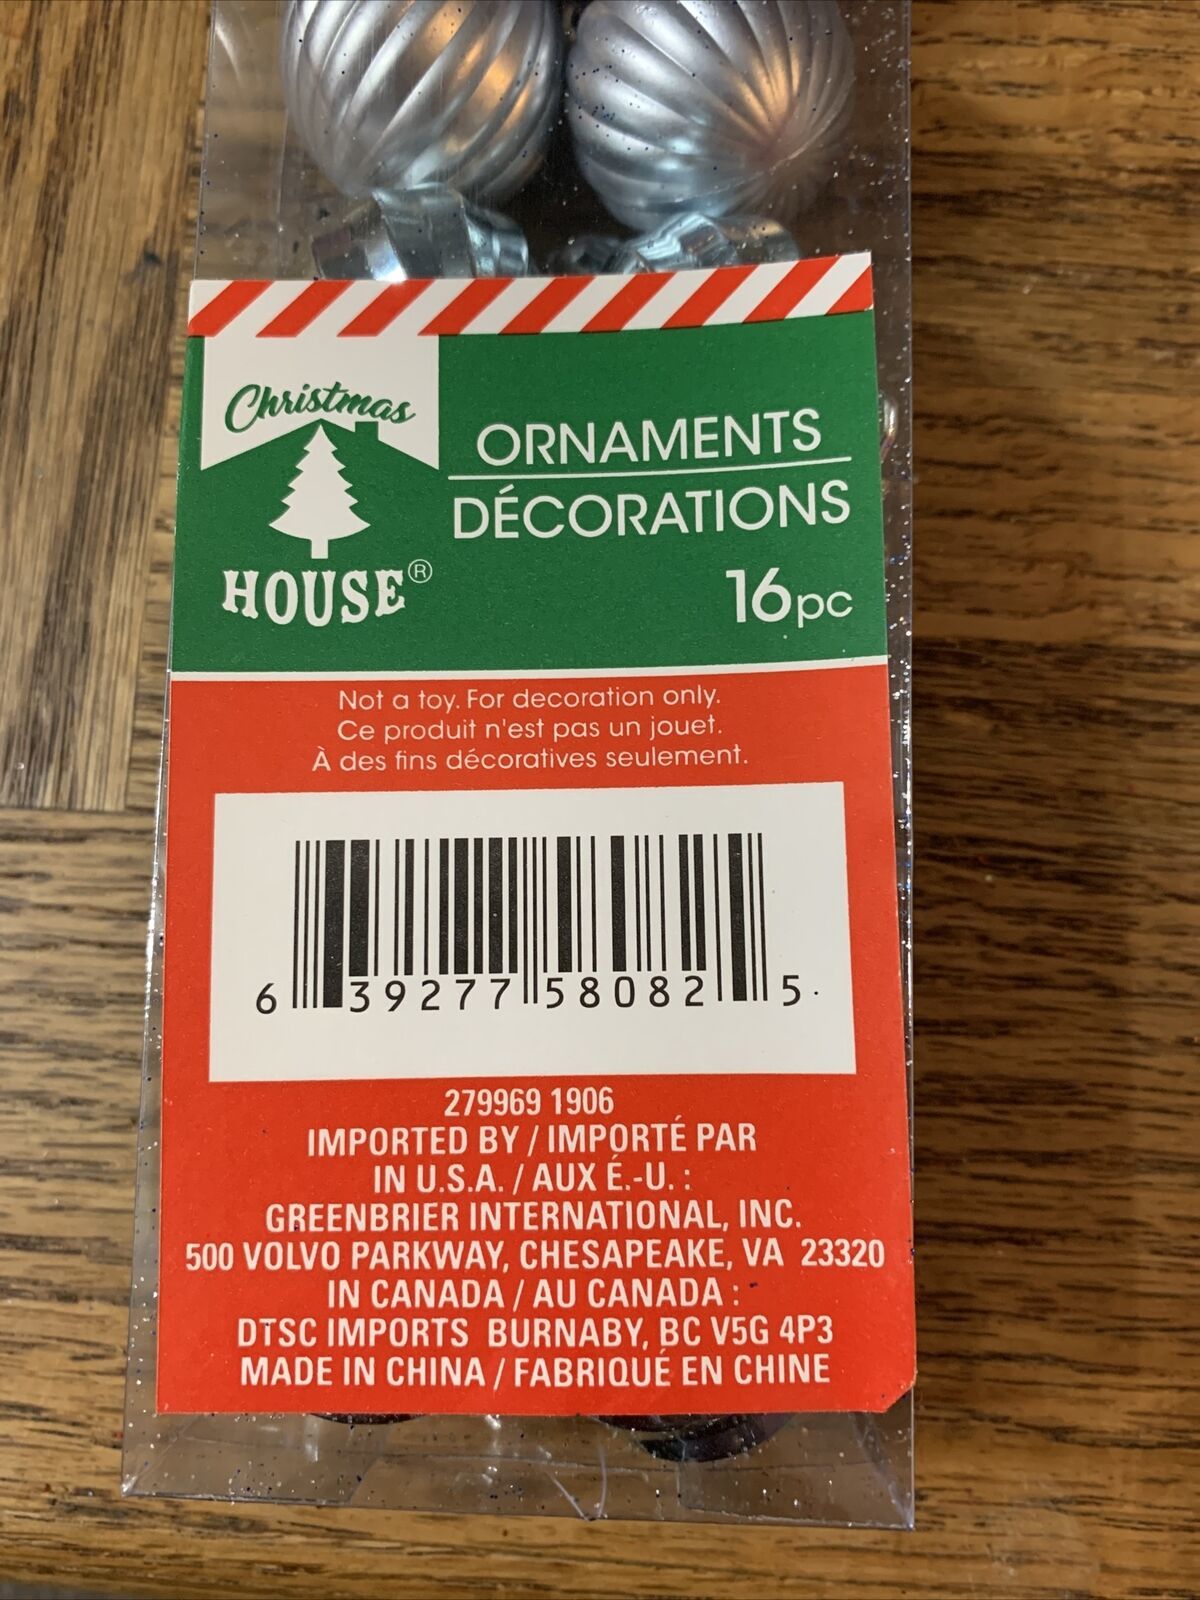 Christmas
HOUSE®
ORNAMENTS
DÉCORATIONS
16pc
Not a toy. For decoration only.
Ce produit n'est pas un jouet.
À des fins décoratives seulement.
6 39277 58082 5
279969 1906
IMPORTED BY / IMPORTÉ PAR
IN U.S.A. / AUX É.-U. :
GREENBRIER INTERNATIONAL, INC.
500 VOLVO PARKWAY, CHESAPEAKE, VA 23320
IN CANADA / AU CANADA :
DTSC IMPORTS BURNABY, BC V5G 4P3
MADE IN CHINA / FABRIQUÉ EN CHINE